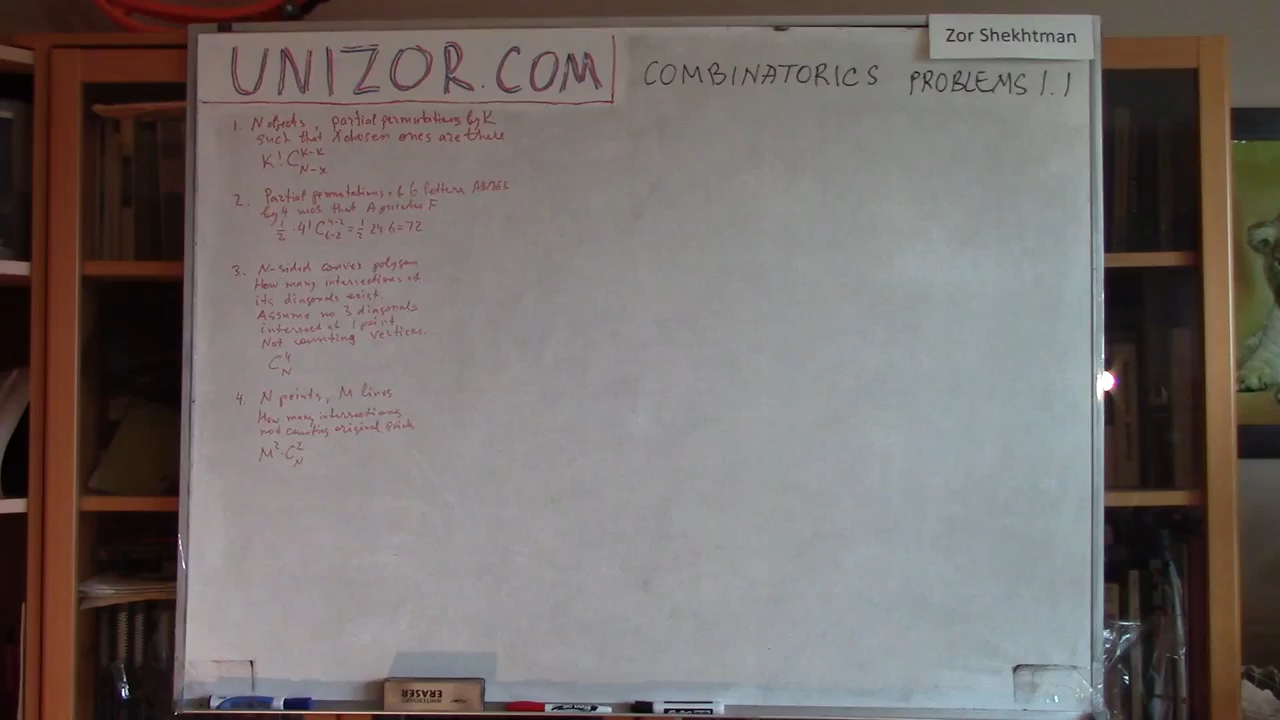 Zor Shekhtman
UNIZOR.COM
COMBINATORICS PROBLEMS 1.1
1. N objects, partial permutations by K
such that X chosen ones are there
K! C
2. Partial permutations of 6 letters
by 4 such that A precedes F
1/2 · 4! C 4-2 6-2 = 1/2 24·6 = 72
3. N-sided convex polygon
How many intersections of
its diagonals exist.
Assume no 3 diagonals
intersect at 1 point
Not counting vertices.
C 4 N
4. N points, M lines
How many intersections
not counting original points
M² · C 2 N
ERASER